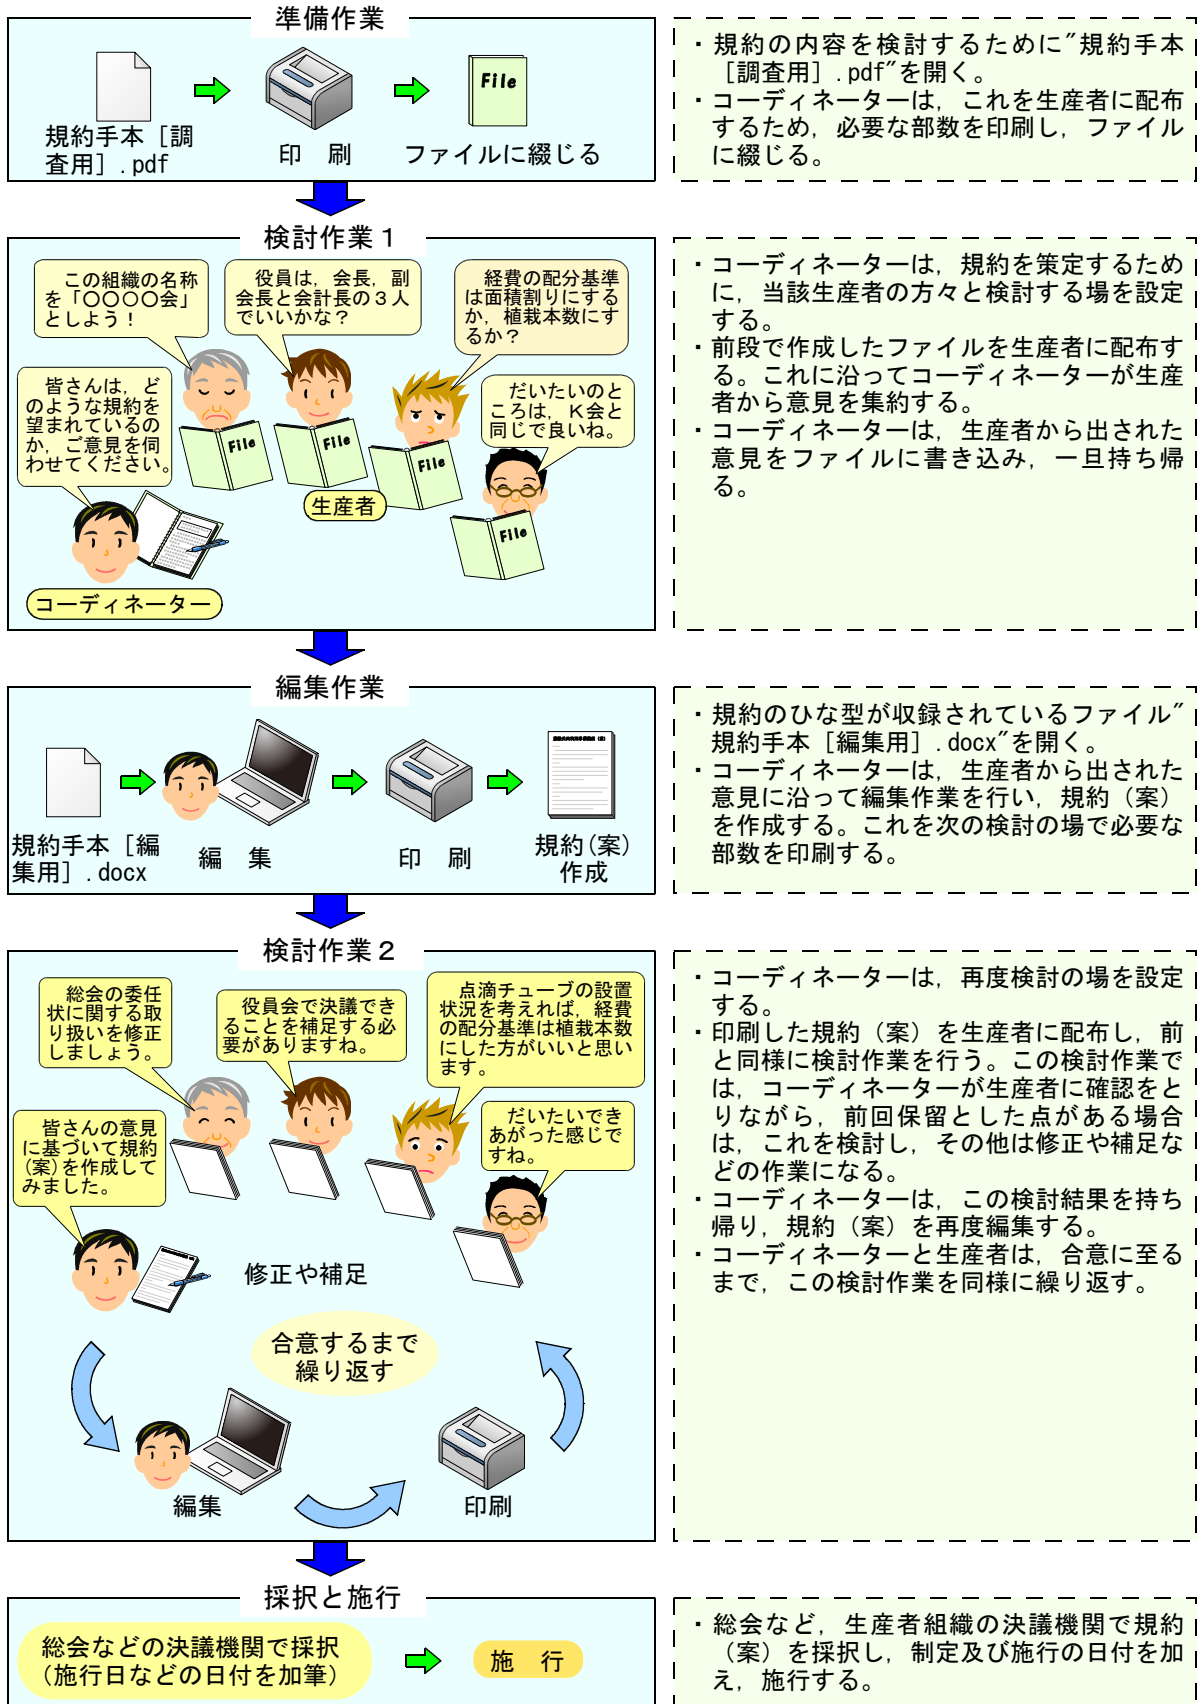 準備作業
File
規約手本［調
査用］.pdf
印　刷
ファイルに綴じる
・規約の内容を検討するために″規約手本
［調査用］.pdf″を開く。
・コーディネーターは，これを生産者に配布
するため，必要な部数を印刷し，ファイル
に綴じる。
検討作業１
この組織の名称
を「〇〇〇〇会」
としよう！
役員は，会長，副
会長と会計長の３人
でいいかな？
経費の配分基準
は面積割りにする
か，植栽本数にす
るか？
皆さんは，ど
のような規約を
望まれているの
か，ご意見を伺
わせてください。
だいたいのと
ころは，Ｋ会と
同じで良いね。
File
File
File
File
生産者
コーディネーター
・コーディネーターは，規約を策定するため
に，当該生産者の方々と検討する場を設定
する。
・前段で作成したファイルを生産者に配布す
る。これに沿ってコーディネーターが生産
者から意見を集約する。
・コーディネーターは，生産者から出された
意見をファイルに書き込み，一旦持ち帰
る。
編集作業
規約手本［編
集用］.docx
編　集
印　刷
規約(案)
作成
・規約のひな型が収録されているファイル″
規約手本［編集用］.docx″を開く。
・コーディネーターは，生産者から出された
意見に沿って編集作業を行い，規約（案）
を作成する。これを次の検討の場で必要な
部数を印刷する。
検討作業２
総会の委任
状に関する取
り扱いを修正
しましょう。
役員会で決議でき
ることを補足する必
要がありますね。
点滴チューブの設置
状況を考えれば，経費
の配分基準は植栽本数
にした方がいいと思い
ます。
皆さんの意見
に基づいて規約
(案)を作成して
みました。
だいたいでき
あがった感じで
すね。
修正や補足
合意するまで
繰り返す
編集
印刷
・コーディネーターは，再度検討の場を設定
する。
・印刷した規約（案）を生産者に配布し，前
と同様に検討作業を行う。この検討作業で
は，コーディネーターが生産者に確認をと
りながら，前回保留とした点がある場合
は，これを検討し，その他は修正や補足な
どの作業になる。
・コーディネーターは，この検討結果を持ち
帰り，規約（案）を再度編集する。
・コーディネーターと生産者は，合意に至る
まで，この検討作業を同様に繰り返す。
採択と施行
総会などの決議機関で採択
(施行日などの日付を加筆)
施　行
・総会など，生産者組織の決議機関で規約
（案）を採択し，制定及び施行の日付を加
え，施行する。